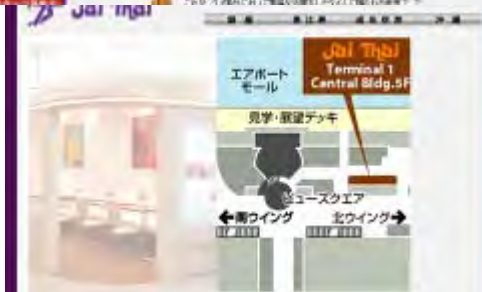 Jai Thai
Jai Thai
Terminal 1
Central Bldg.5F
エアポート
モール
見学・展望デッキ
ビューズクエア
←南ウイング
北ウイング→